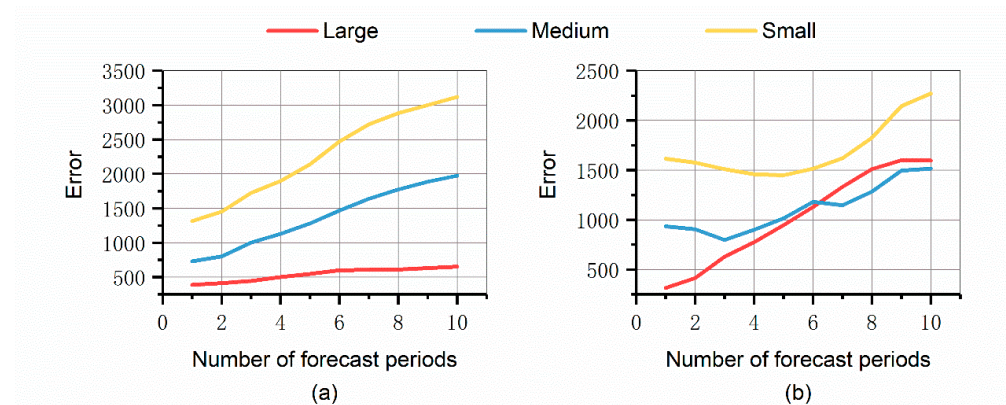 Large Medium Small
3500
3000
2500
2000
1500
1000
500
0 2 4 6 8 10
Error
Number of forecast periods
(a)
2500
2000
1500
1000
500
0 2 4 6 8 10
Error
Number of forecast periods
(b)